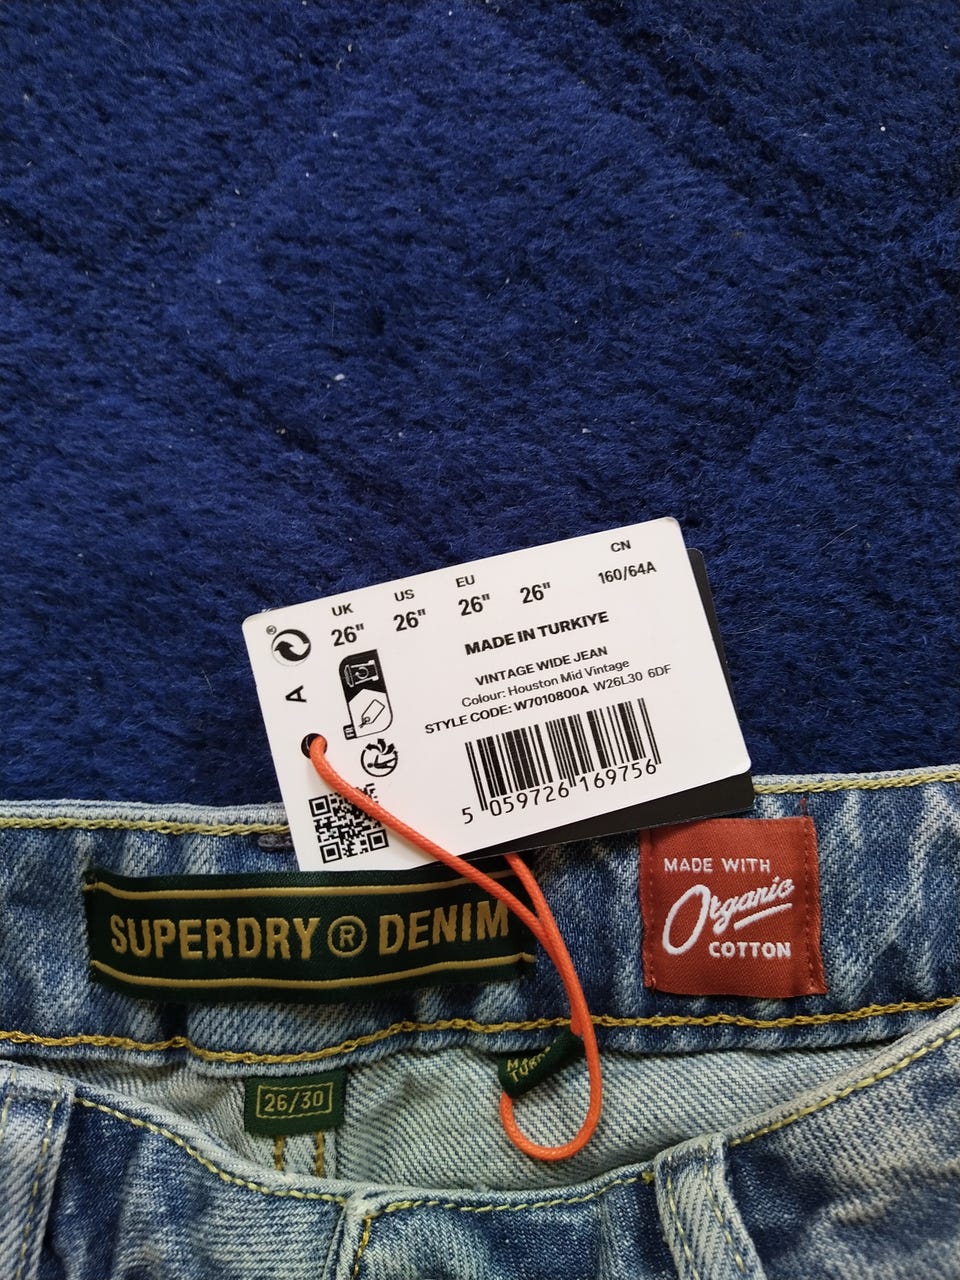 UK US EU CN
26" 26" 26" 26" 160/64A
MADE IN TURKIYE
VINTAGE WIDE JEAN
Colour: Houston Mid Vintage
STYLE CODE: W7010800A W26L30 6DF
A
FR
5 059726 169756
SUPERDRY ® DENIM
MADE WITH
Organic
COTTON
26/30